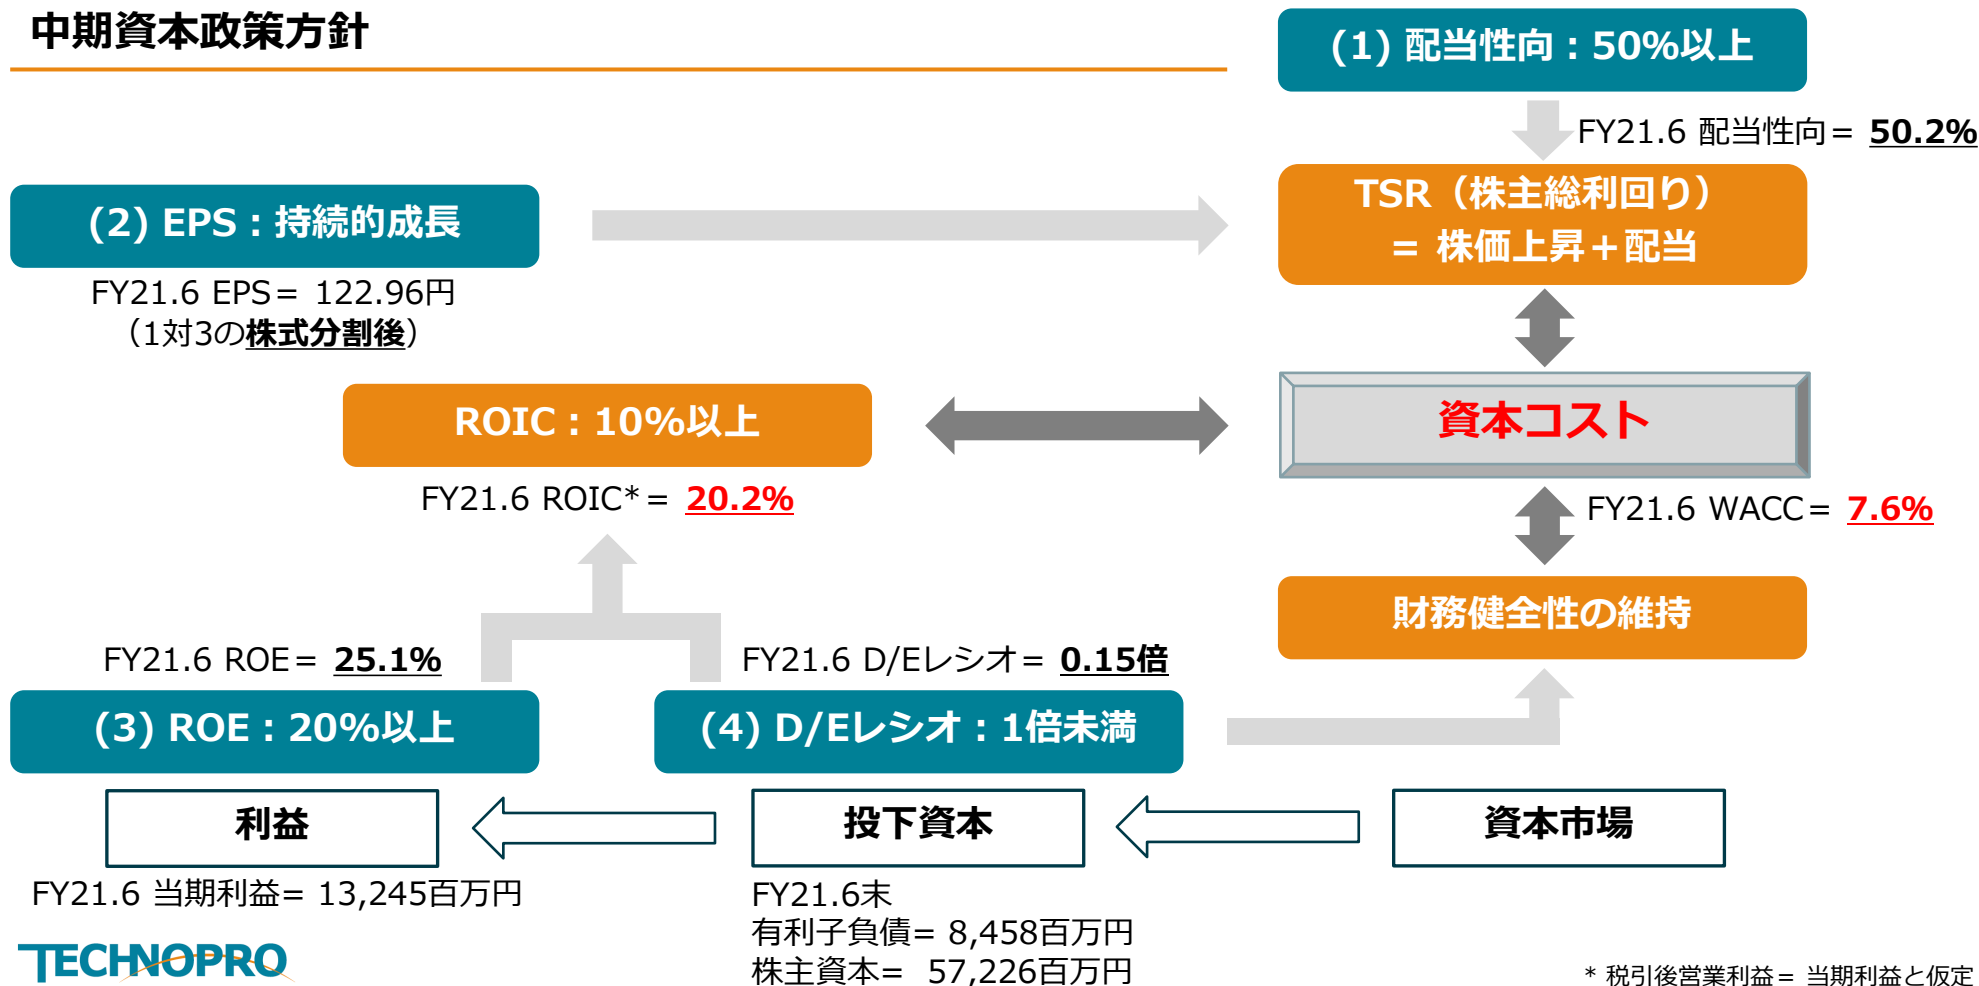 中期資本政策方針
(1) 配当性向：50%以上
FY21.6 配当性向＝ 50.2%
(2) EPS：持続的成長
TSR（株主総利回り）
＝ 株価上昇＋配当
FY21.6 EPS＝ 122.96円
（1対3の株式分割後）
ROIC：10%以上
資本コスト
FY21.6 ROIC*＝ 20.2%
FY21.6 WACC＝ 7.6%
財務健全性の維持
FY21.6 ROE＝ 25.1%
FY21.6 D/Eレシオ＝ 0.15倍
(3) ROE：20%以上
(4) D/Eレシオ：1倍未満
利益
投下資本
資本市場
FY21.6 当期利益= 13,245百万円
FY21.6末
有利子負債= 8,458百万円
株主資本= 57,226百万円
TECHNOPRO
* 税引後営業利益＝ 当期利益と仮定